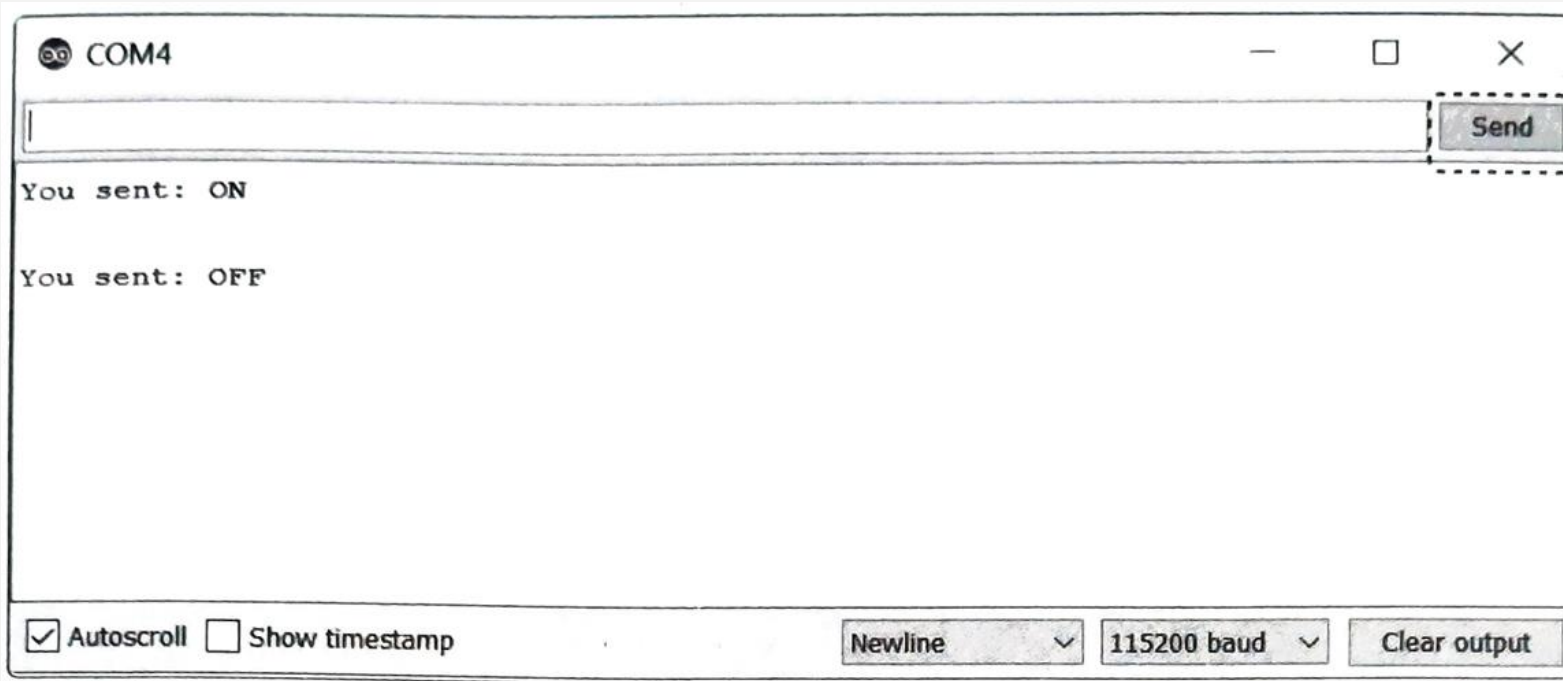 COM4
Send
You sent: ON
You sent: OFF
Autoscroll Show timestamp Newline 115200 baud Clear output